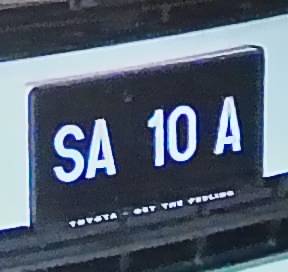 SA 10 A
TOYOTA - GET THE FEELING